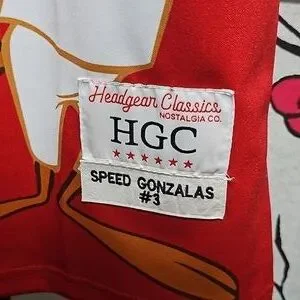 Headgear Classics
NOSTALGIA CO.
HGC
★★★★★★
SPEED GONZALAS
#3